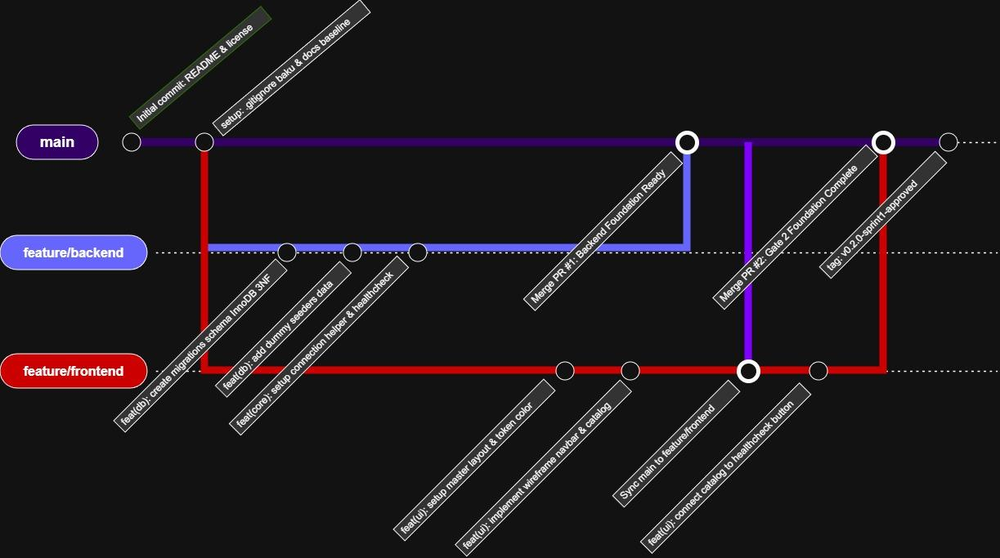 Initial commit: README & license
setup: .gitignore baku & docs baseline
main
Merge PR #1: Backend Foundation Ready
Merge PR #2: Gate 2 Foundation Complete
tag: v0.2.0-sprint1-approved
feature/backend
feat(db): create migrations schema InnoDB 3NF
feat(db): add dummy seeders data
feat(core): setup connection helper & healthcheck
feature/frontend
feat(ui): setup master layout & token color
feat(ui): implement wireframe navbar & catalog
Sync main to feature/frontend
feat(ui): connect catalog to healthcheck button